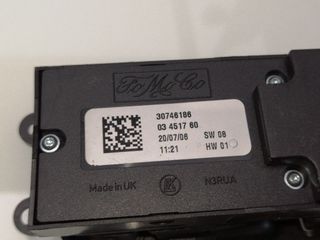 FoMoCo
30746186
03 4517 60
20/07/06 SW 08
11:21 HW 01
Made in UK N3RUA